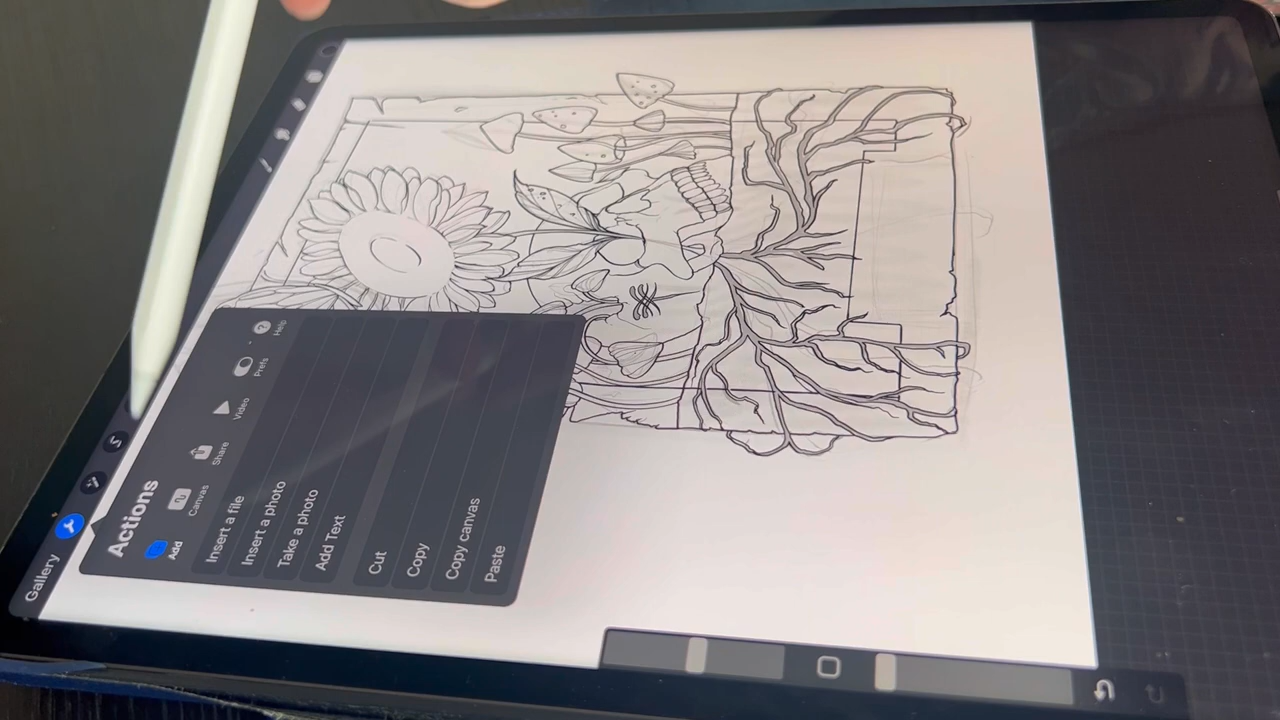 Gallery
Actions
Add
Canvas
Share
Video
Prefs
Help
Insert a file
Insert a photo
Take a photo
Add Text
Cut
Copy
Copy canvas
Paste